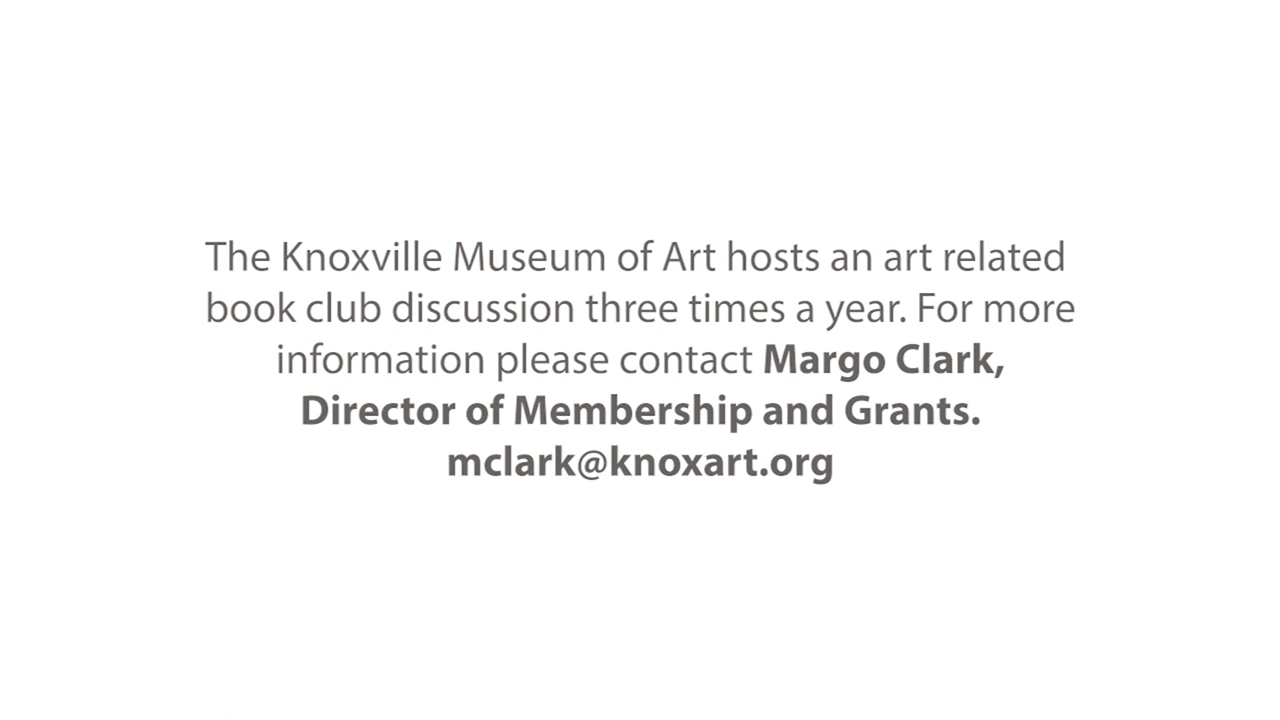 The Knoxville Museum of Art hosts an art related
book club discussion three times a year. For more
information please contact Margo Clark,
Director of Membership and Grants.
mclark@knoxart.org